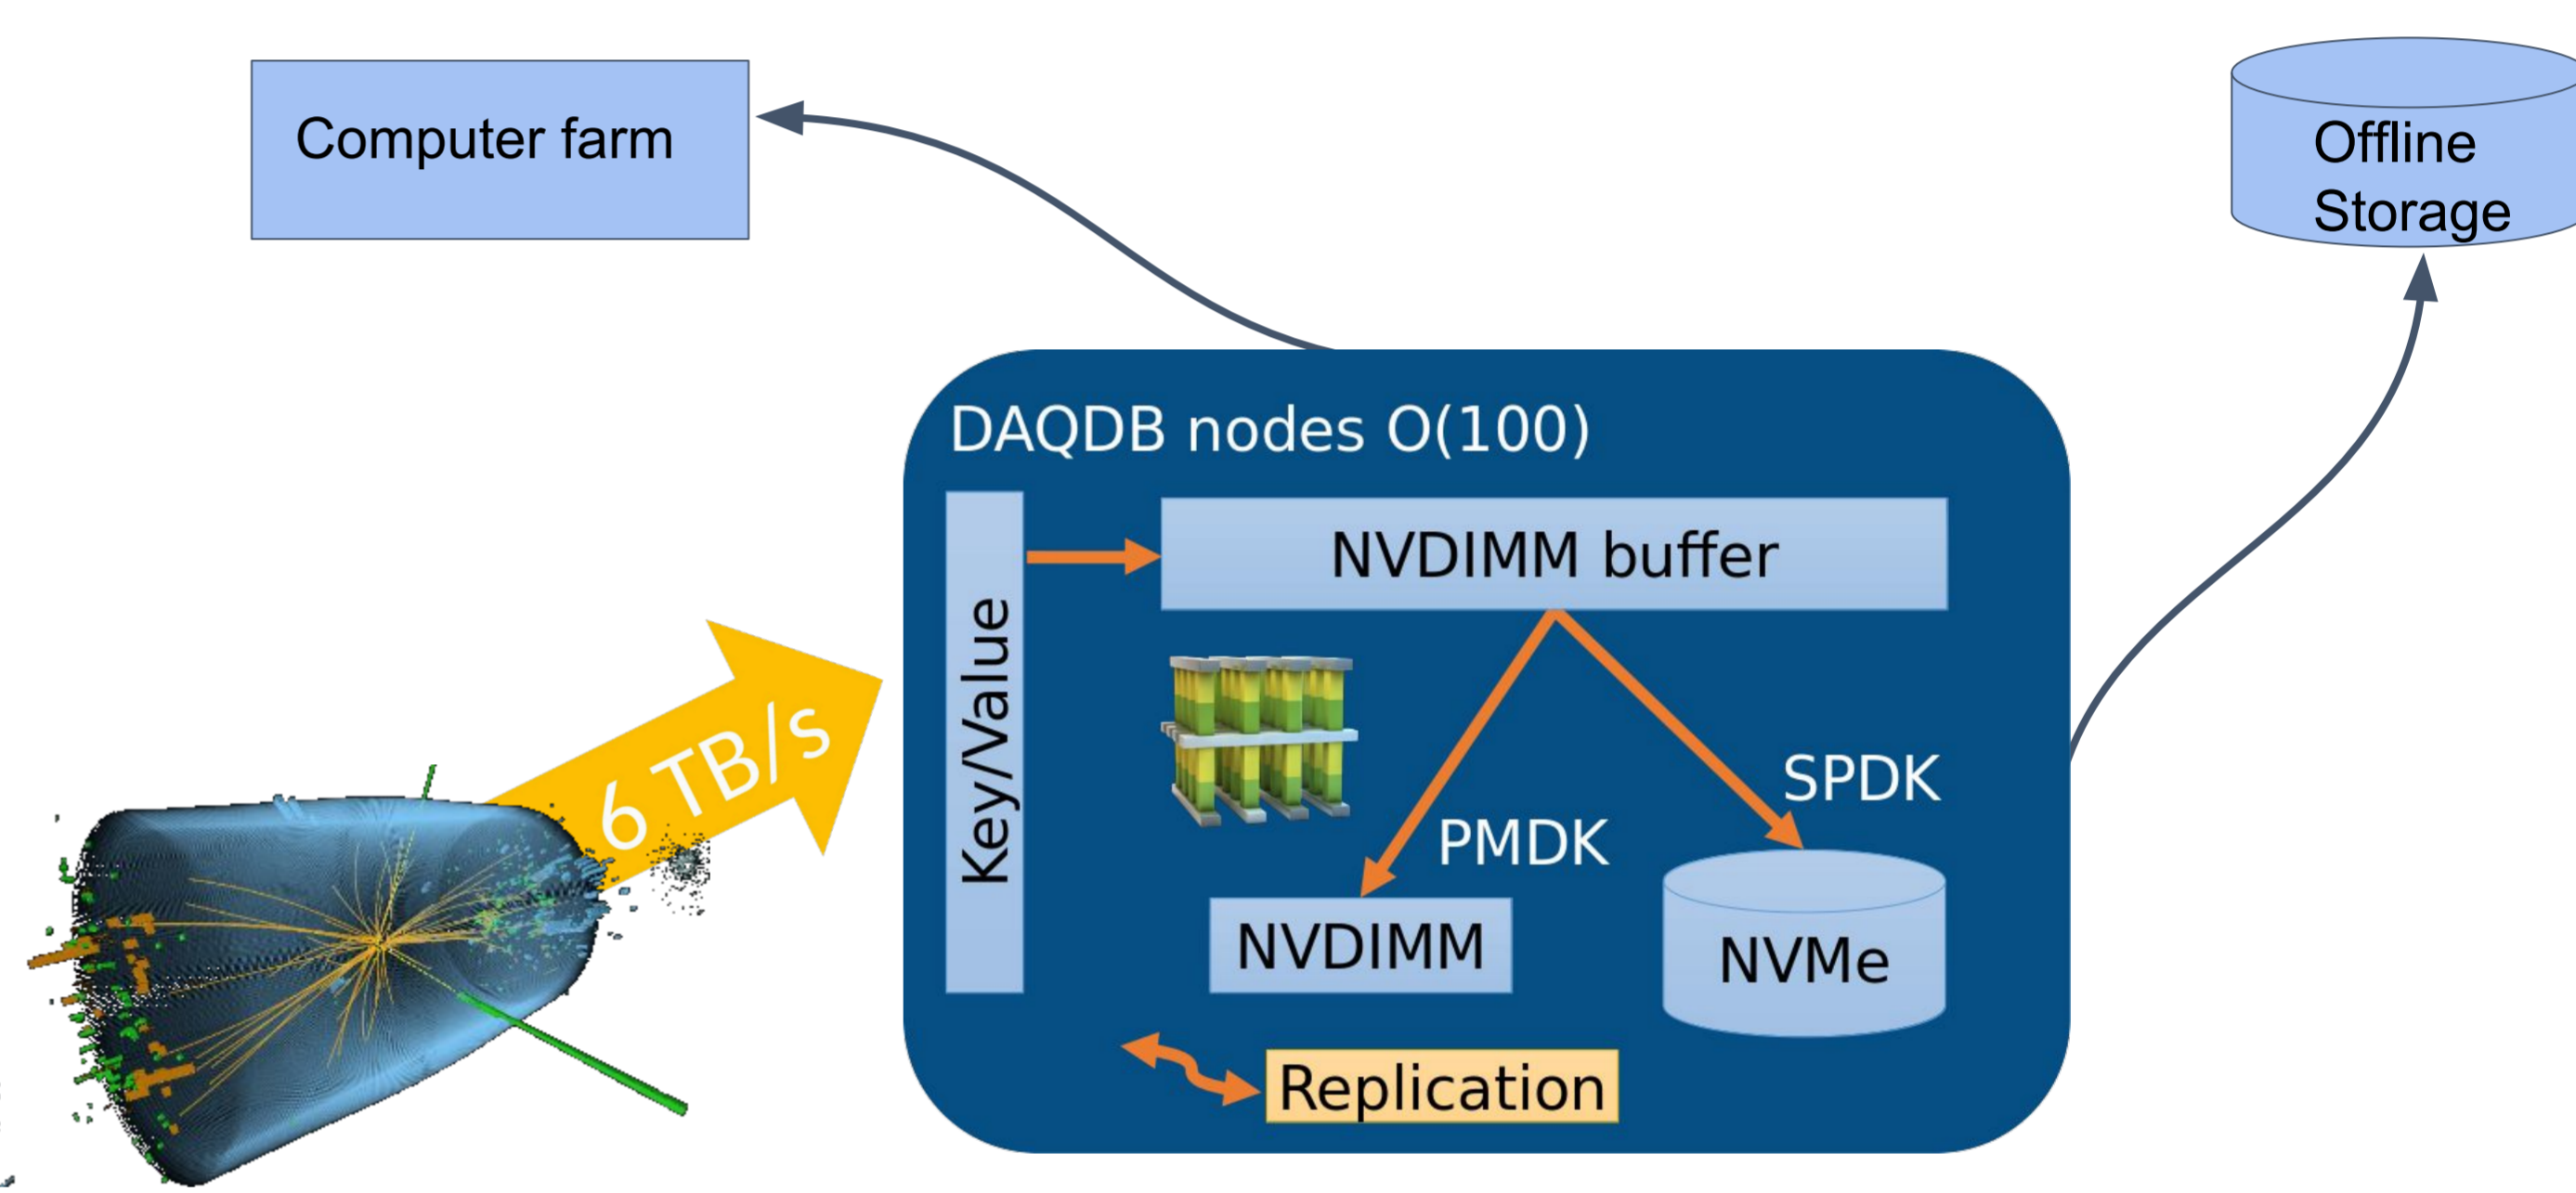 Computer farm
Offline
Storage
DAQDB nodes O(100)
Key/Value
NVDIMM buffer
6 TB/s
SPDK
PMDK
NVDIMM
NVMe
Replication